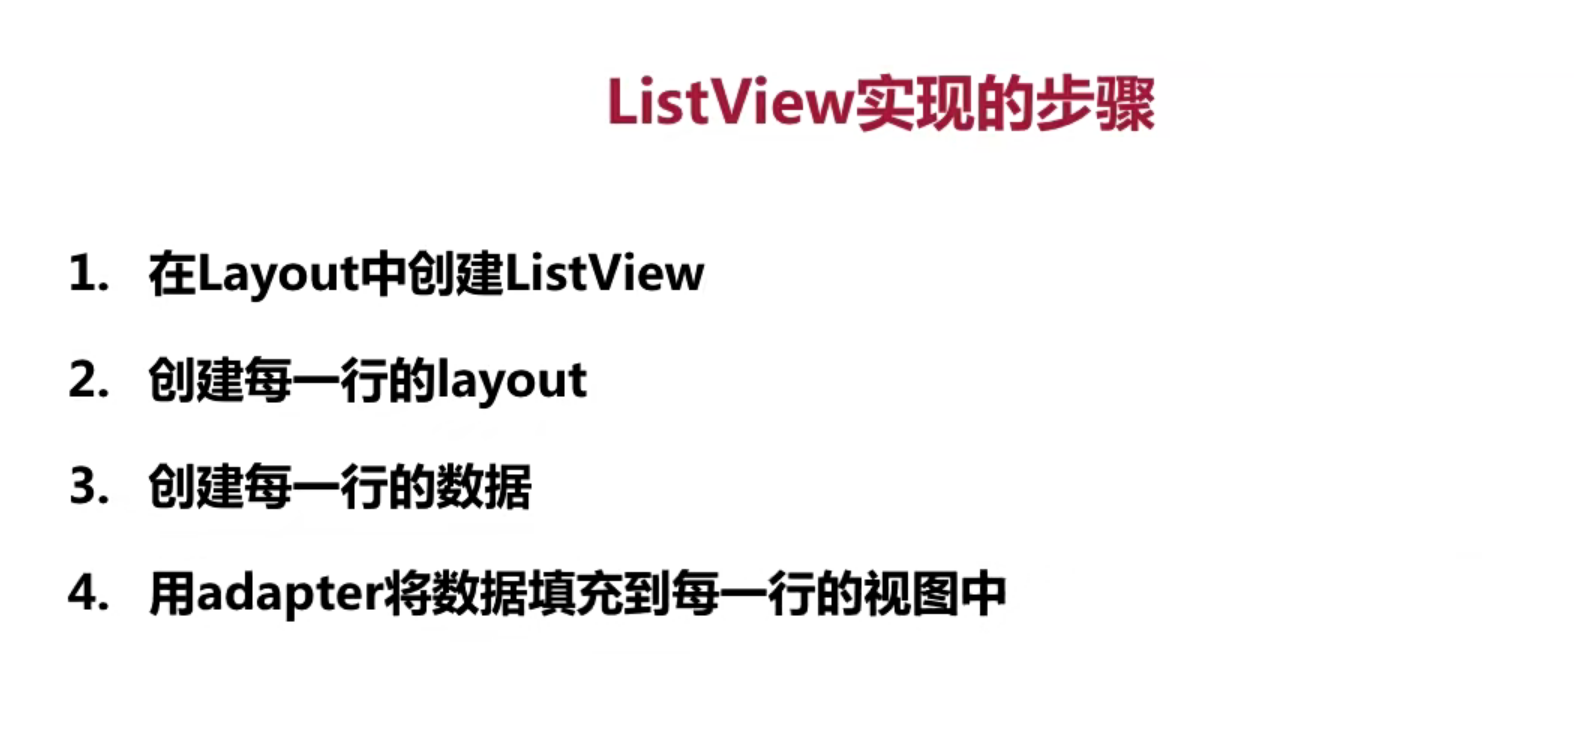 ListView实现的步骤
1. 在Layout中创建ListView
2. 创建每一行的layout
3. 创建每一行的数据
4. 用adapter将数据填充到每一行的视图中